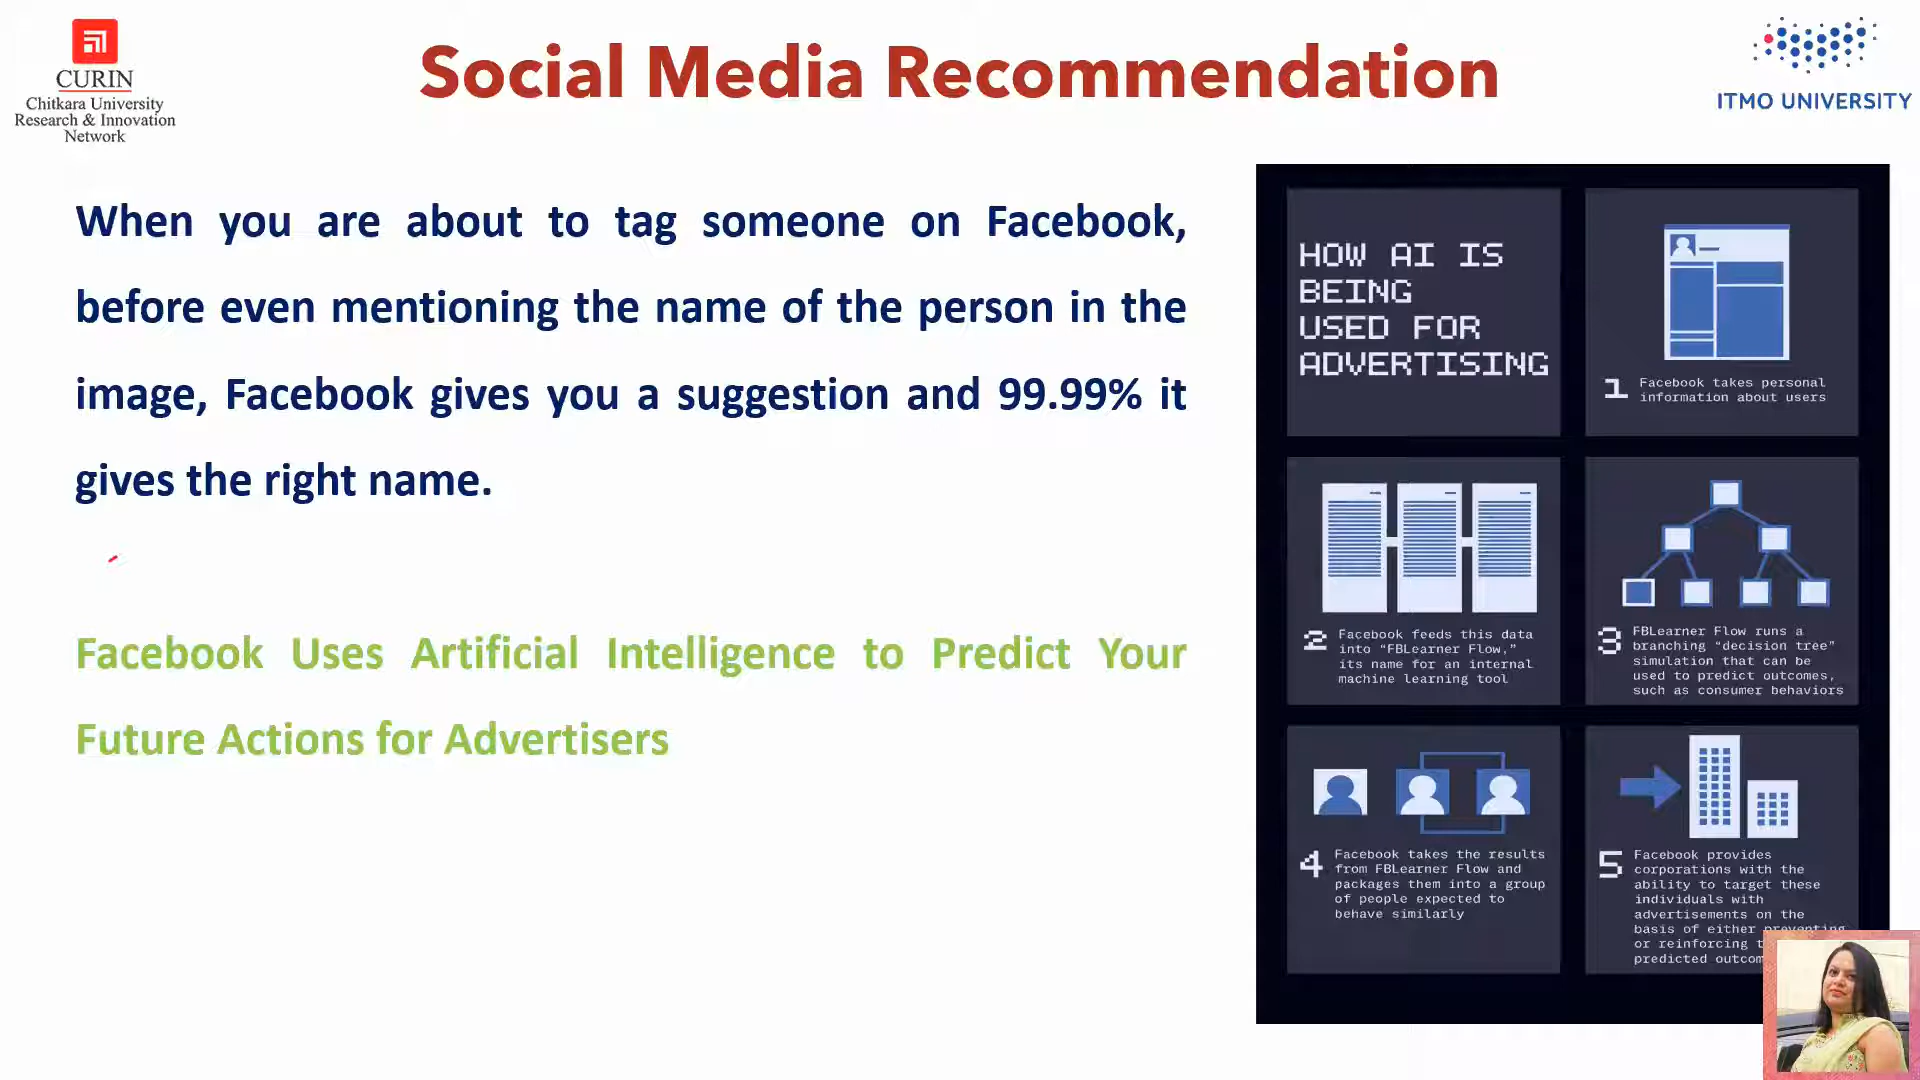 CURIN
Chitkara University
Research & Innovation
Network
Social Media Recommendation
ITMO UNIVERSITY
When you are about to tag someone on Facebook,
before even mentioning the name of the person in the
image, Facebook gives you a suggestion and 99.99% it
gives the right name.
Facebook Uses Artificial Intelligence to Predict Your
Future Actions for Advertisers
HOW AI IS
BEING
USED FOR
ADVERTISING
1 Facebook takes personal
information about users
2 Facebook feeds this data
into “FBLearner Flow,”
its name for an internal
machine learning tool
3 FBLearner Flow runs a
branching “decision tree”
simulation that can be
used to predict outcomes,
such as consumer behaviors
4 Facebook takes the results
from FBLearner Flow and
packages them into a group
of people expected to
behave similarly
5 Facebook provides
corporations with the
ability to target these
individuals with
advertisements on the
basis of either preventing
or reinforcing
predicted